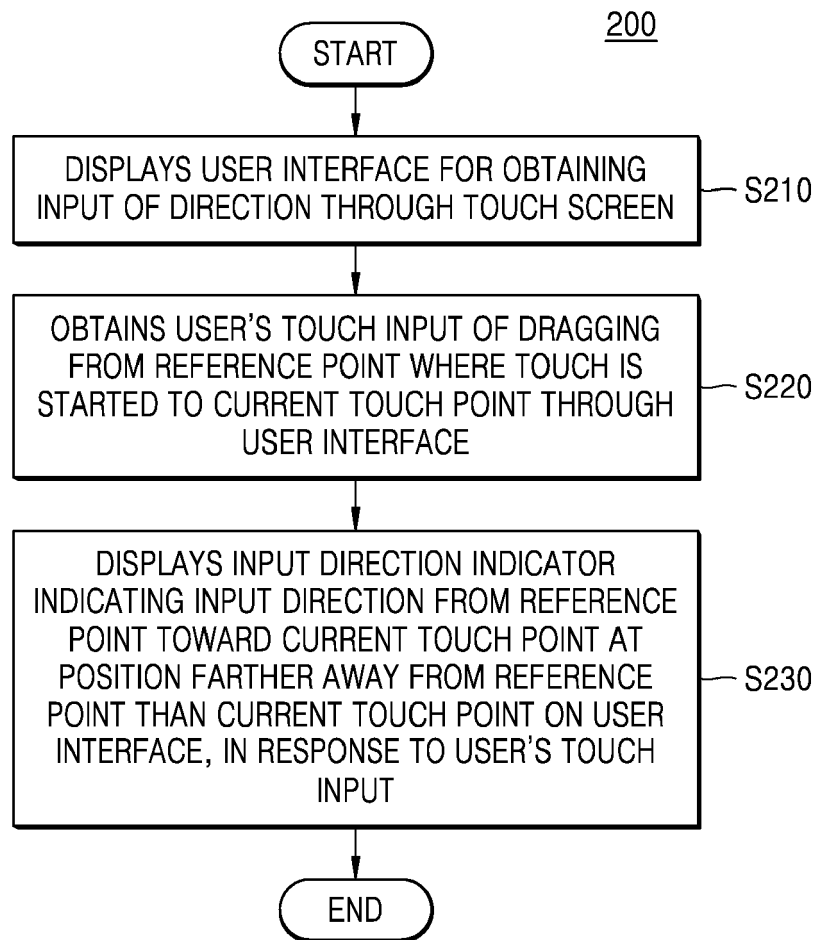 200
START
DISPLAYS USER INTERFACE FOR OBTAINING
INPUT OF DIRECTION THROUGH TOUCH SCREEN
S210
OBTAINS USER'S TOUCH INPUT OF DRAGGING
FROM REFERENCE POINT WHERE TOUCH IS
STARTED TO CURRENT TOUCH POINT THROUGH
USER INTERFACE
S220
DISPLAYS INPUT DIRECTION INDICATOR
INDICATING INPUT DIRECTION FROM REFERENCE
POINT TOWARD CURRENT TOUCH POINT AT
POSITION FARTHER AWAY FROM REFERENCE
POINT THAN CURRENT TOUCH POINT ON USER
INTERFACE, IN RESPONSE TO USER'S TOUCH
INPUT
S230
END